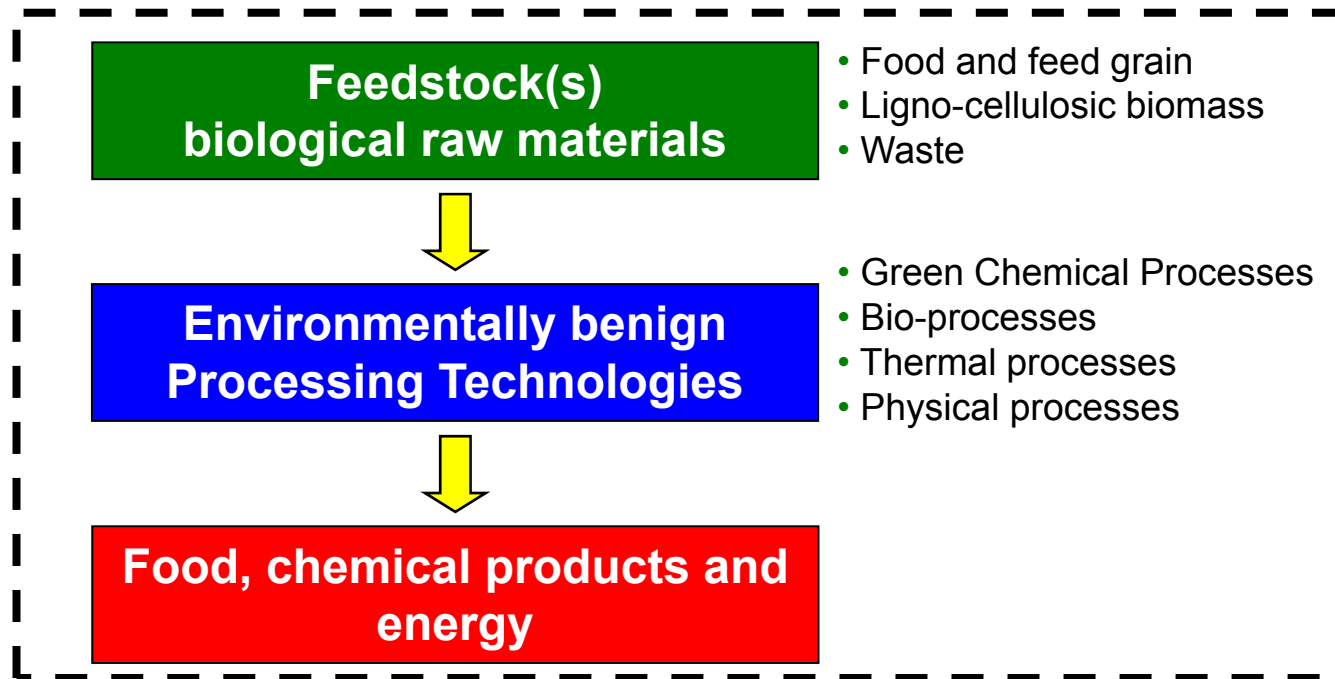 Feedstock(s)
biological raw materials
• Food and feed grain
• Ligno-cellulosic biomass
• Waste
Environmentally benign
Processing Technologies
• Green Chemical Processes
• Bio-processes
• Thermal processes
• Physical processes
Food, chemical products and
energy